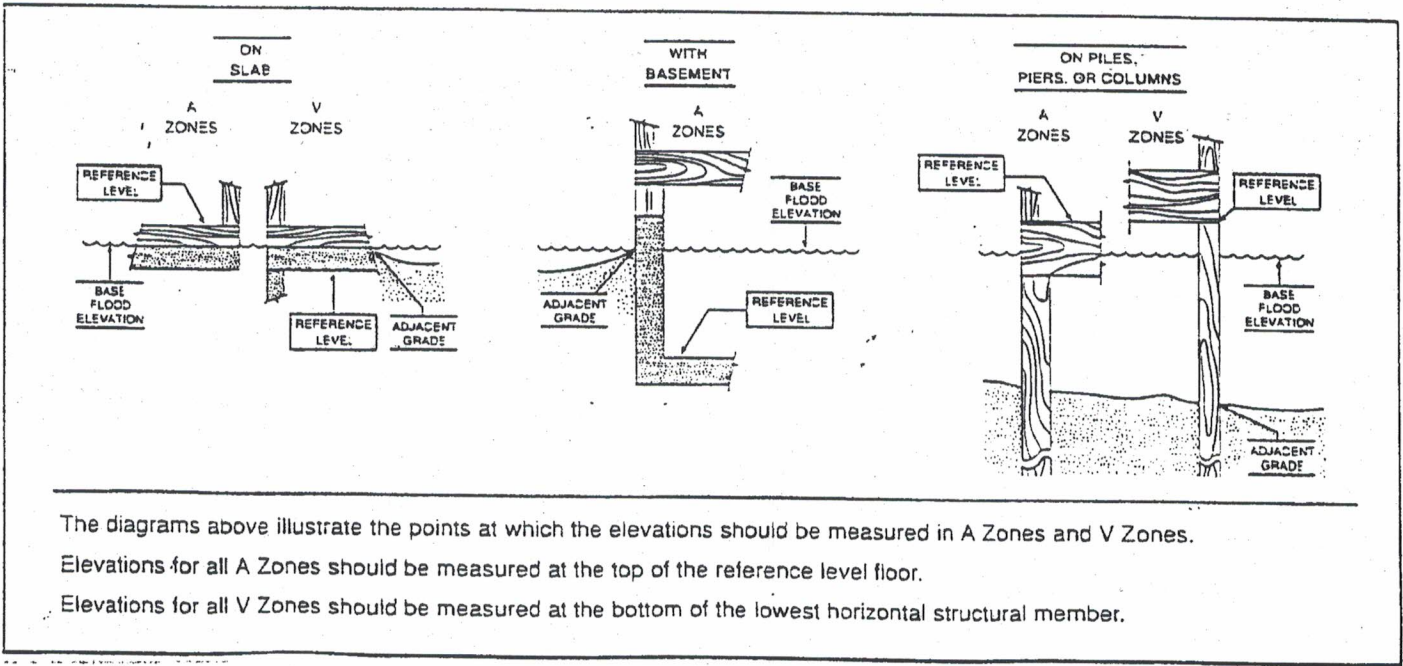 ON
SLAB
A
ZONES
V
ZONES
REFERENCE
LEVEL
BASE
FLOOD
ELEVATION
REFERENCE
LEVEL
ADJACENT
GRADE
WITH
BASEMENT
A
ZONES
BASE
FLOOD
ELEVATION
ADJACENT
GRADE
REFERENCE
LEVEL
ON PILES,
PIERS, OR COLUMNS
A
ZONES
V
ZONES
REFERENCE
LEVEL
REFERENCE
LEVEL
BASE
FLOOD
ELEVATION
ADJACENT
GRADE
The diagrams above illustrate the points at which the elevations should be measured in A Zones and V Zones.
Elevations for all A Zones should be measured at the top of the reference level floor.
Elevations for all V Zones should be measured at the bottom of the lowest horizontal structural member.